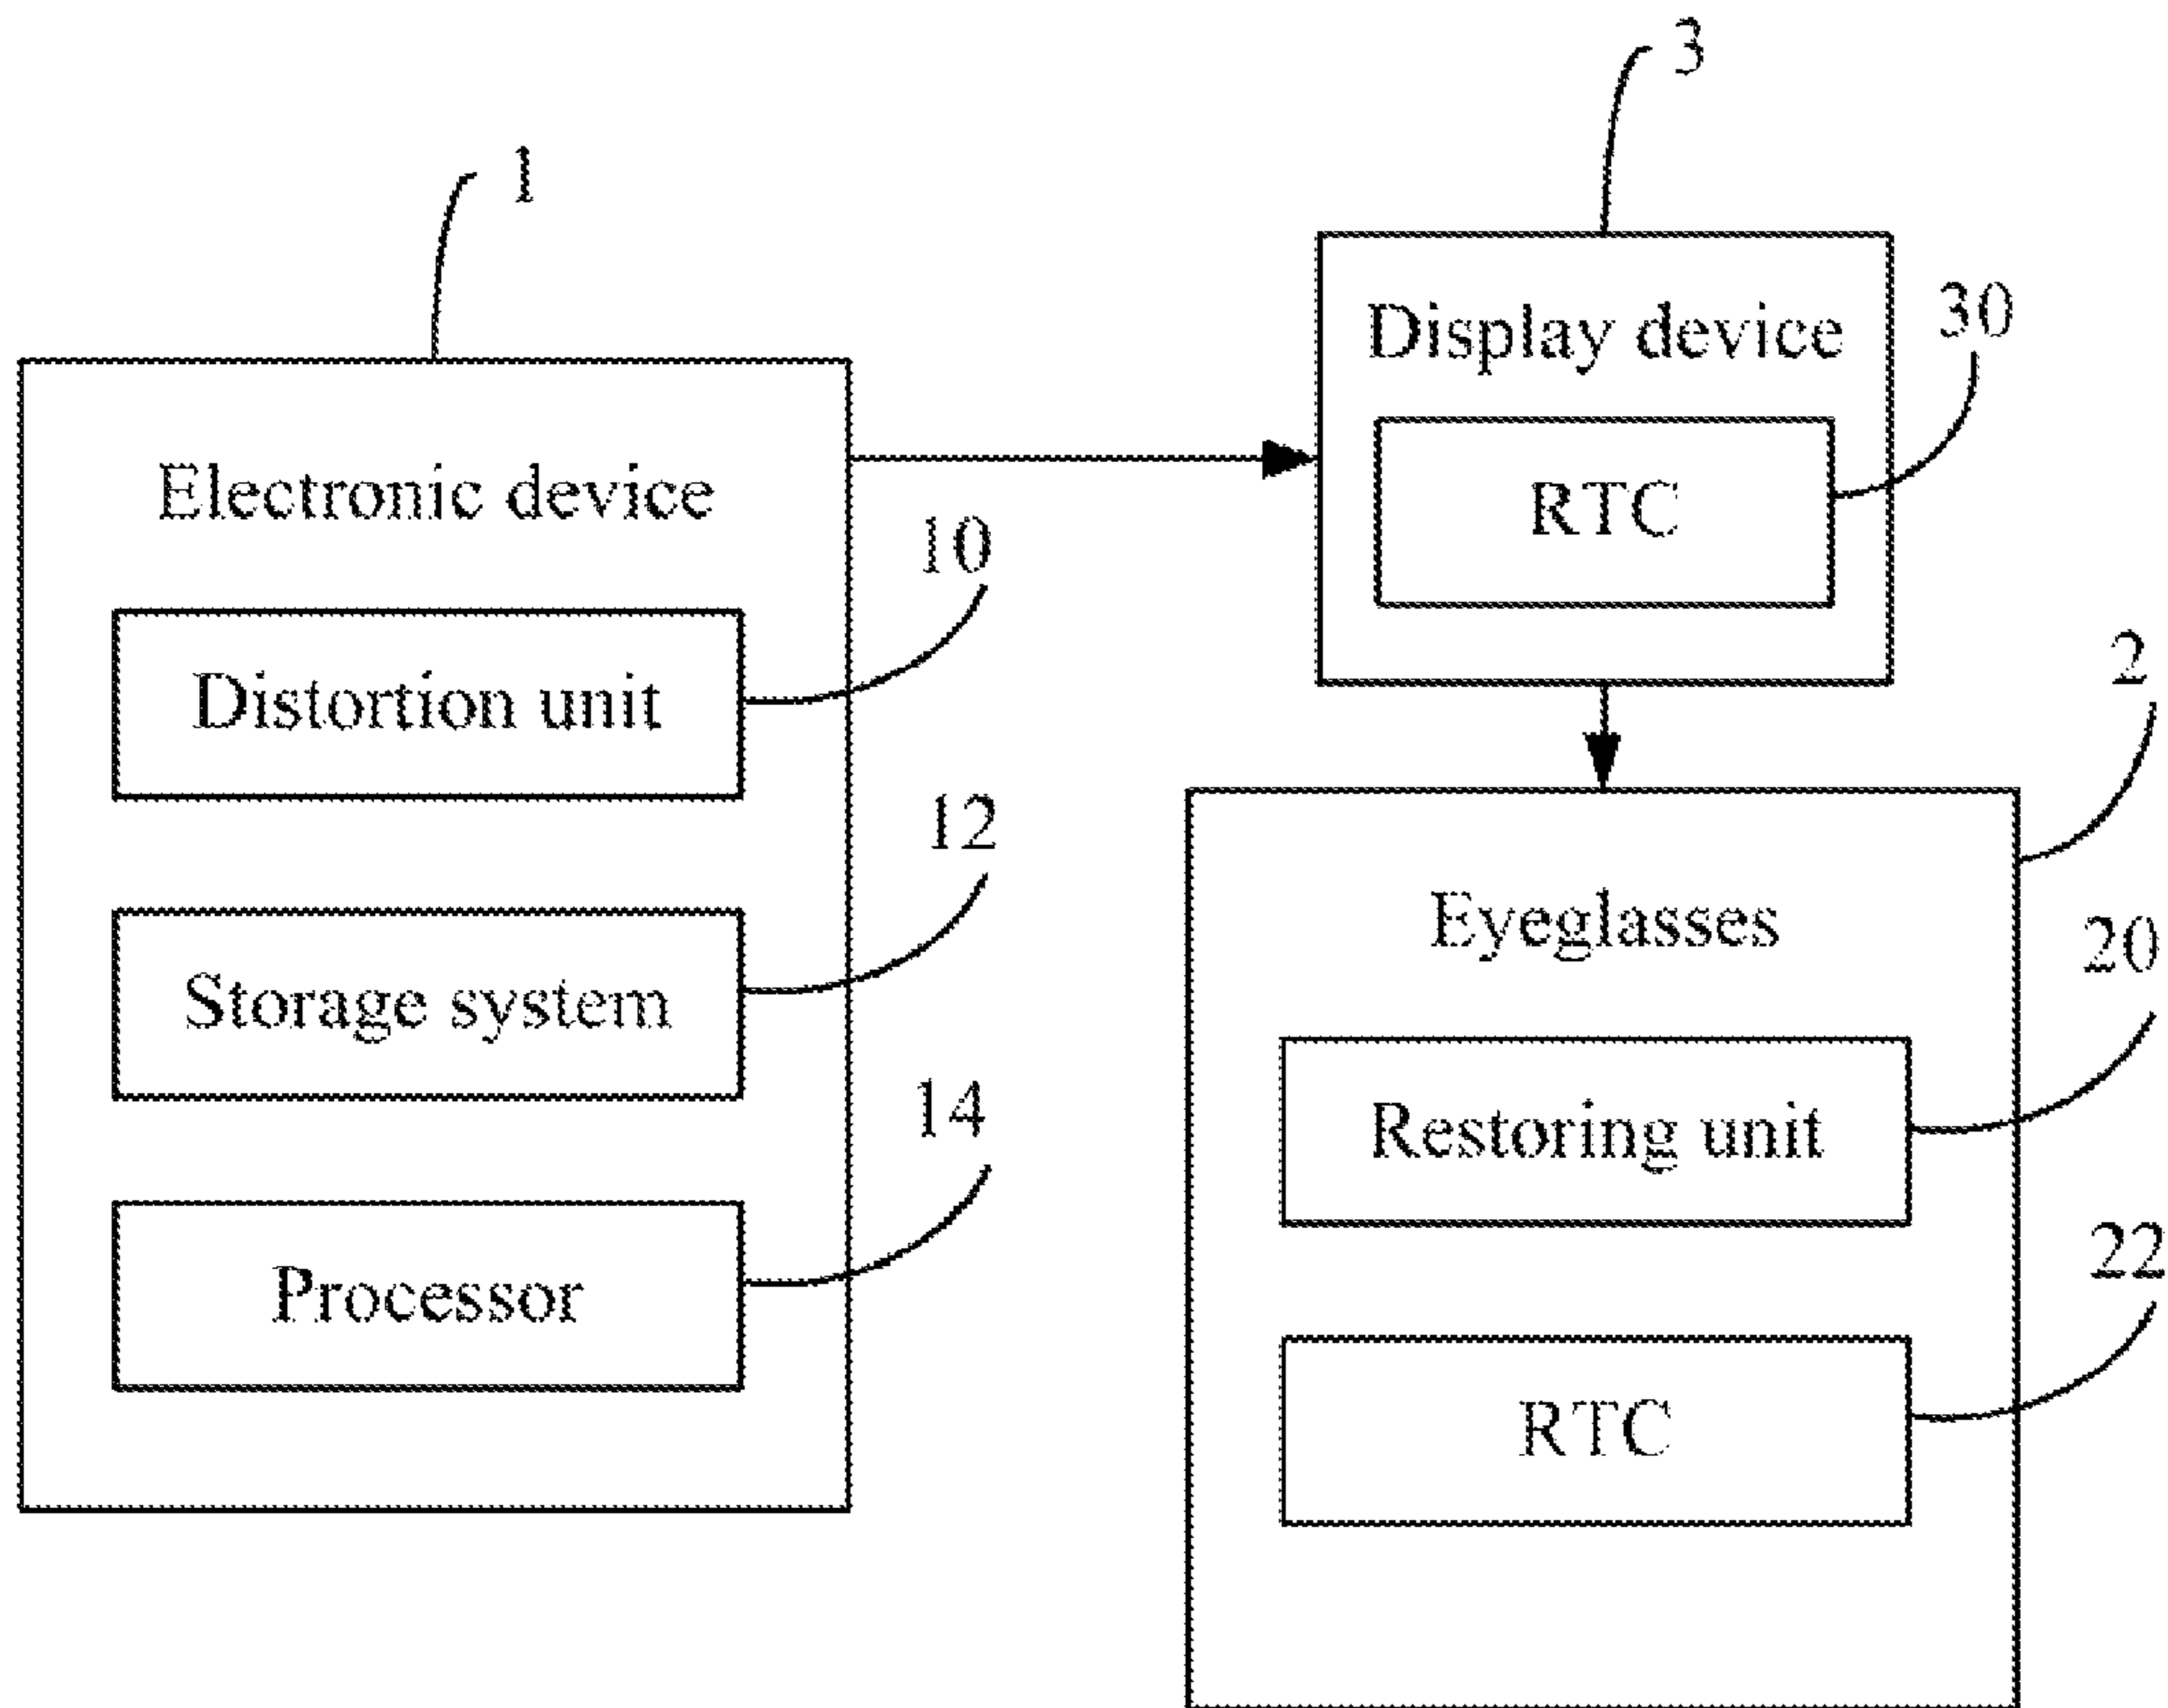 3
1
Display device
30
RTC
Electronic device
10
Distortion unit
2
12
Eyeglasses
20
Storage system
14
Restoring unit
22
Processor
RTC